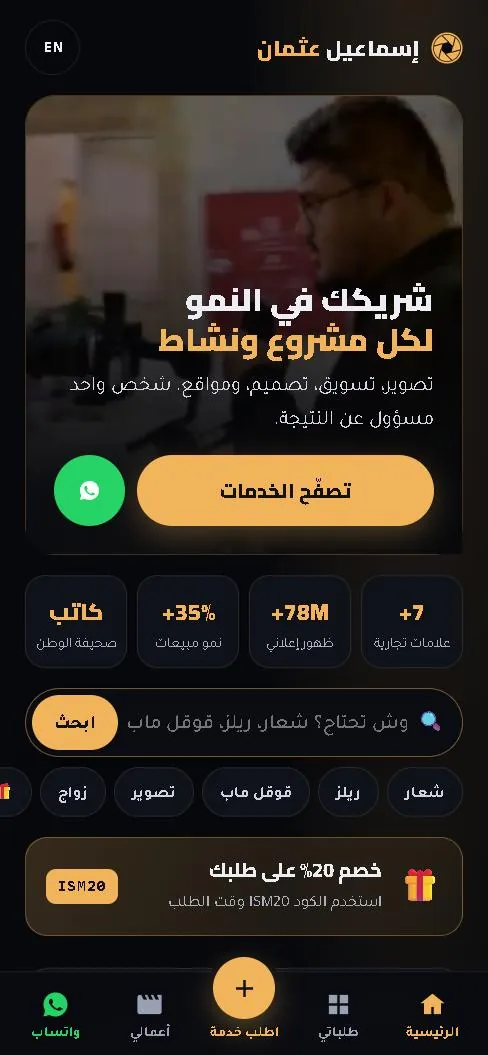 إسماعيل عثمان
EN
شريكك في النمو
لكل مشروع ونشاط
تصوير، تسويق، تصميم، ومواقع. شخص واحد
مسؤول عن النتيجة.
تصفّح الخدمات
+7
علامات تجارية
+78M
ظهور إعلاني
+35%
نمو مبيعات
كاتب
صحيفة الوطن
وش تحتاج؟ شعار، ريلز، قوقل ماب
ابحث
شعار
ريلز
قوقل ماب
تصوير
زواج
خصم 20% على طلبك
استخدم الكود ISM20 وقت الطلب
ISM20
الرئيسية
طلباتي
اطلب خدمة
أعمالي
واتساب